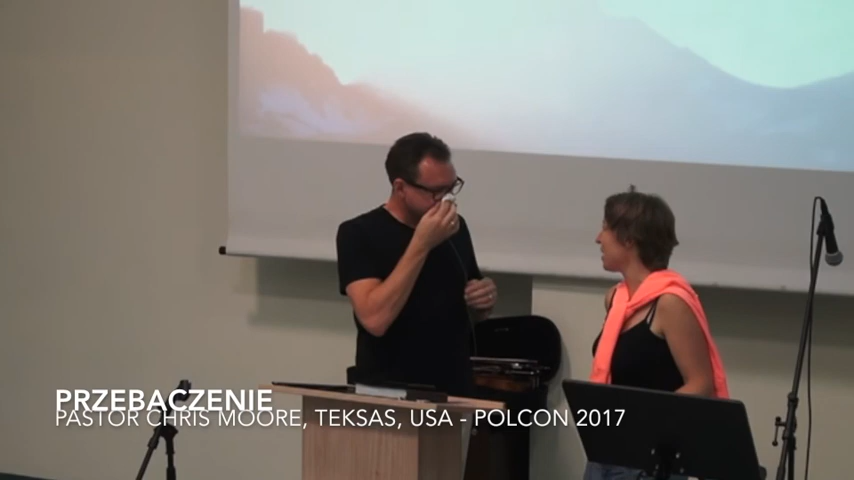 PRZEBACZENIE
PASTOR CHRIS MOORE, TEKSAS, USA - POLCON 2017